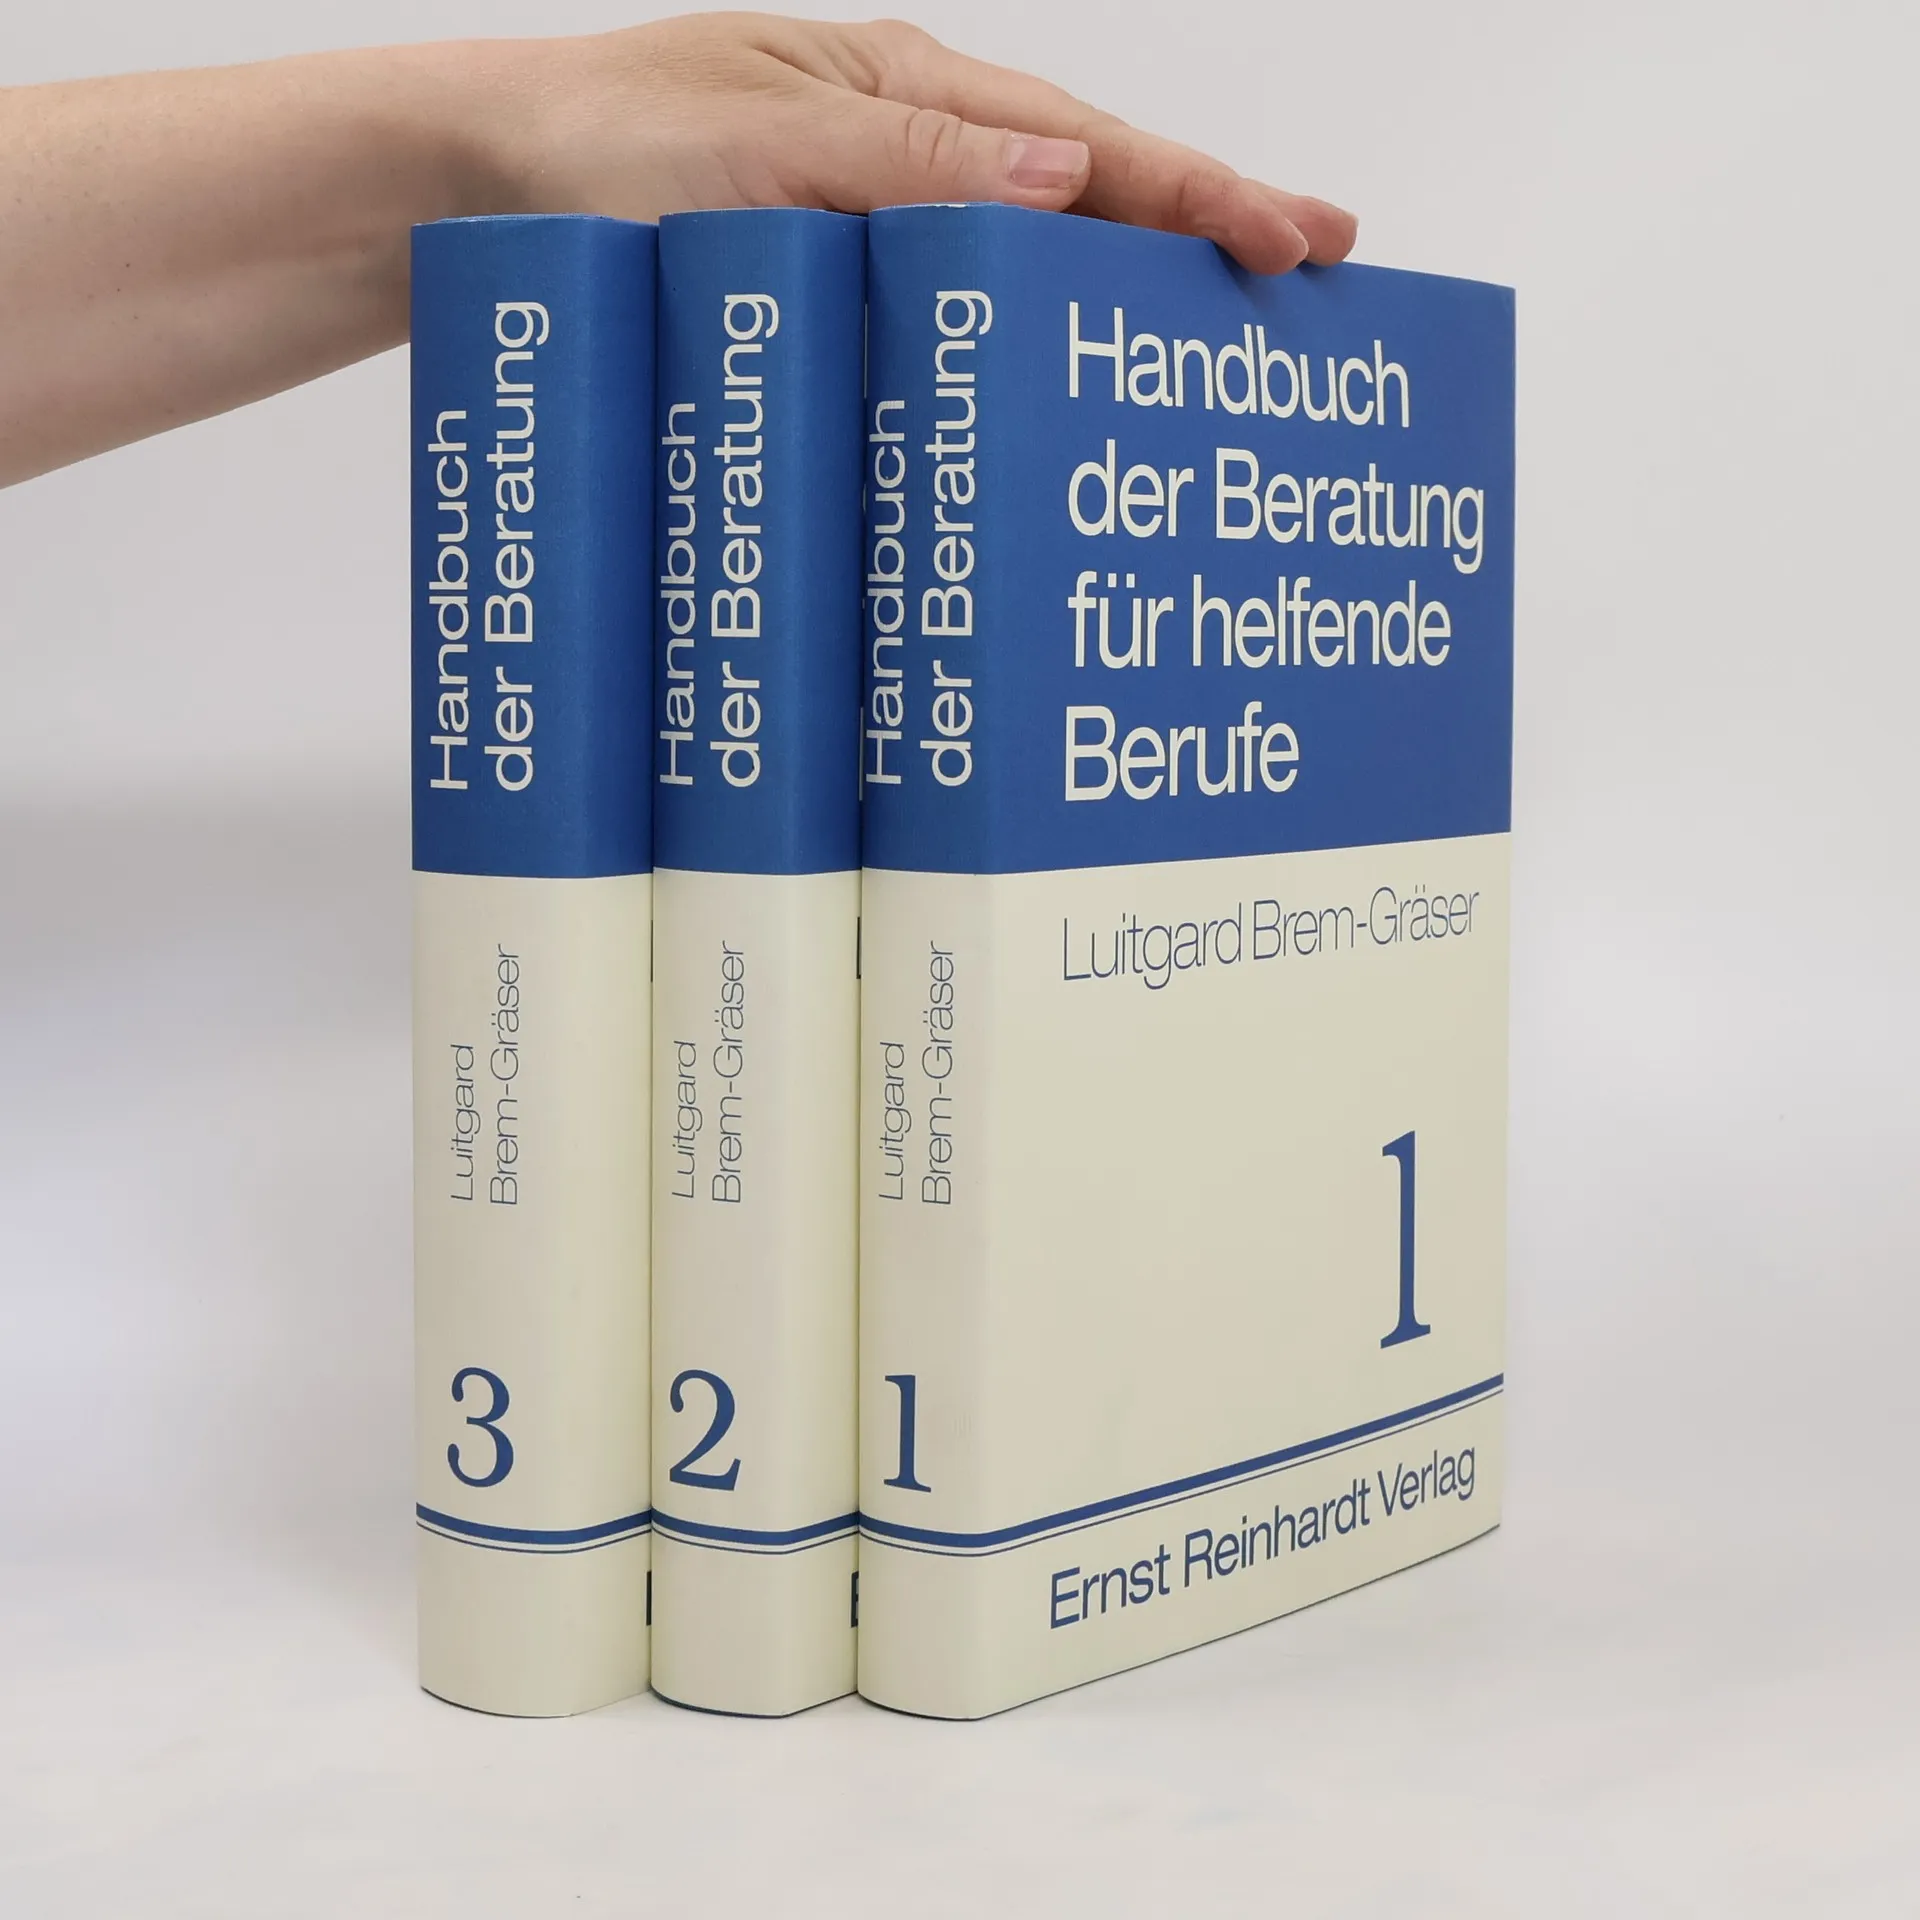 Handbuch
der Beratung
Luitgard
Brem-Gräser
3
Handbuch
der Beratung
Luitgard
Brem-Gräser
2
Handbuch
der Beratung
Luitgard
Brem-Gräser
1
Handbuch
der Beratung
für helfende
Berufe
Luitgard Brem-Gräser
1
Ernst Reinhardt Verlag